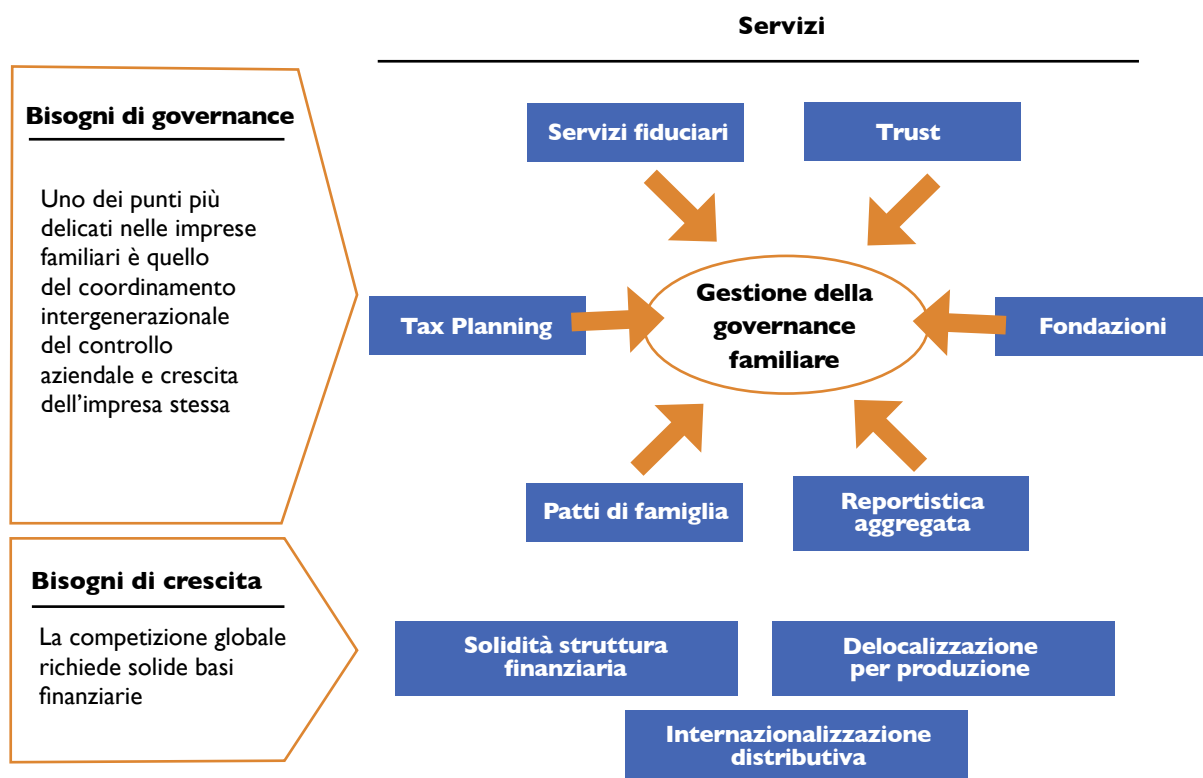 Servizi
Bisogni di governance
Uno dei punti più
delicati nelle imprese
familiari è quello
del coordinamento
intergenerazionale
del controllo
aziendale e crescita
dell’impresa stessa
Servizi fiduciari
Trust
Tax Planning
Gestione della
governance
familiare
Fondazioni
Patti di famiglia
Reportistica
aggregata
Bisogni di crescita
La competizione globale
richiede solide basi
finanziarie
Solidità struttura
finanziaria
Delocalizzazione
per produzione
Internazionalizzazione
distributiva